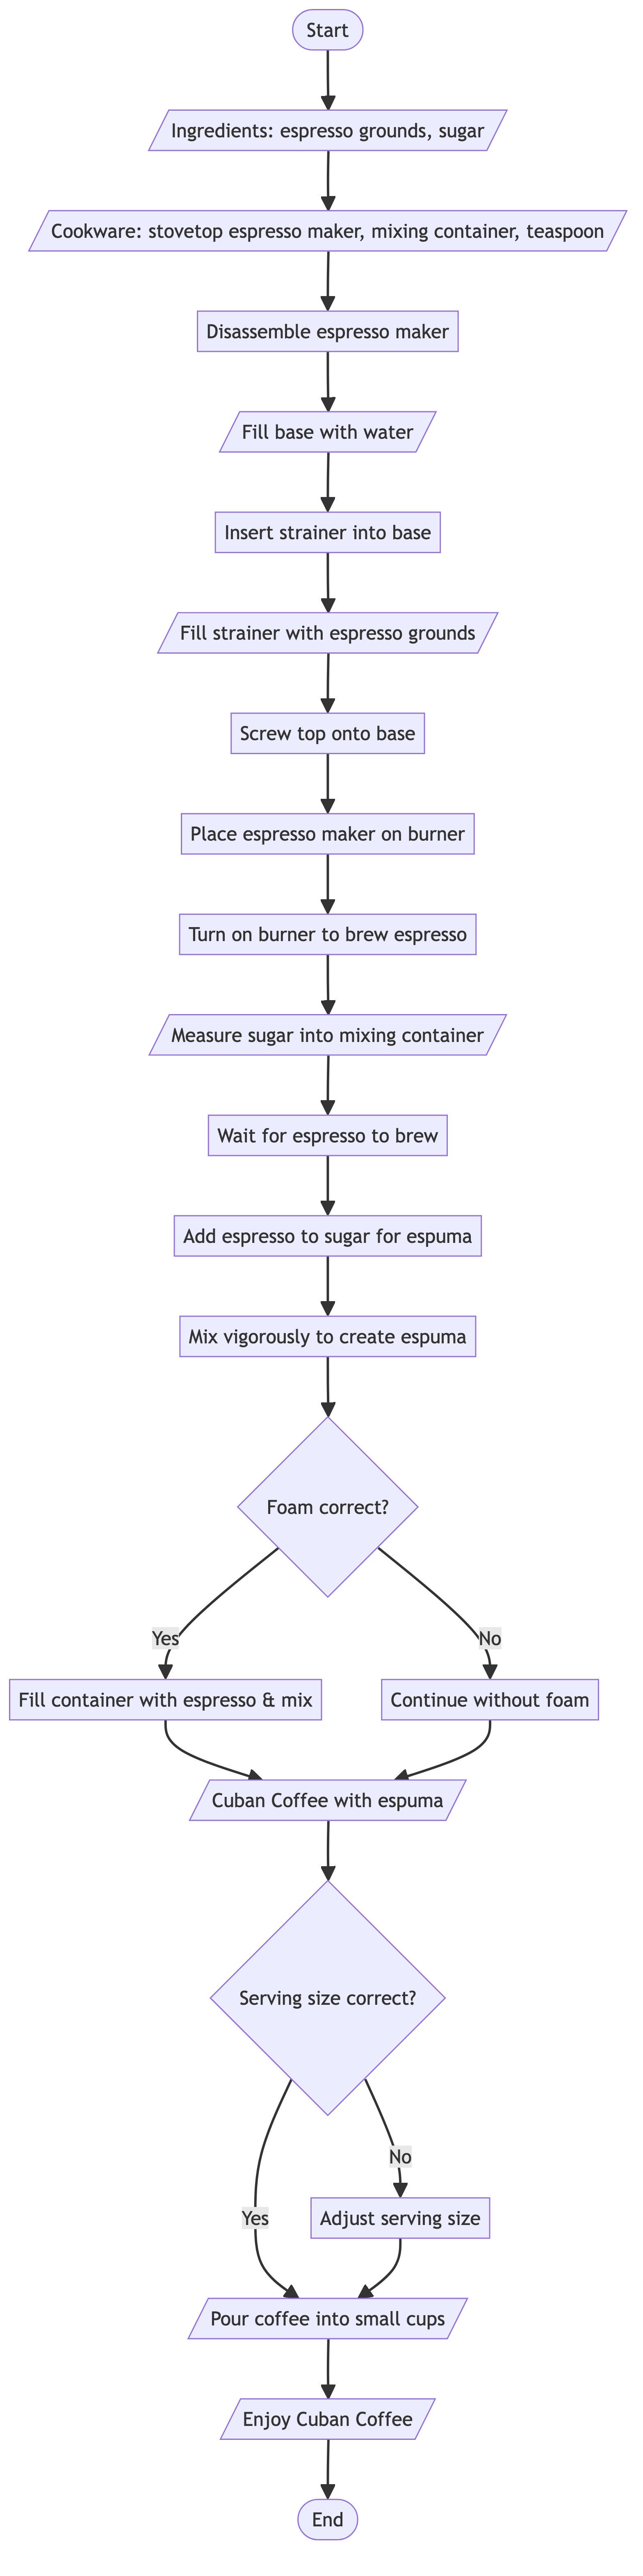 Start
Ingredients: espresso grounds, sugar
Cookware: stovetop espresso maker, mixing container, teaspoon
Disassemble espresso maker
Fill base with water
Insert strainer into base
Fill strainer with espresso grounds
Screw top onto base
Place espresso maker on burner
Turn on burner to brew espresso
Measure sugar into mixing container
Wait for espresso to brew
Add espresso to sugar for espuma
Mix vigorously to create espuma
Foam correct?
Yes
No
Fill container with espresso & mix
Continue without foam
Cuban Coffee with espuma
Serving size correct?
No
Yes
Adjust serving size
Pour coffee into small cups
Enjoy Cuban Coffee
End